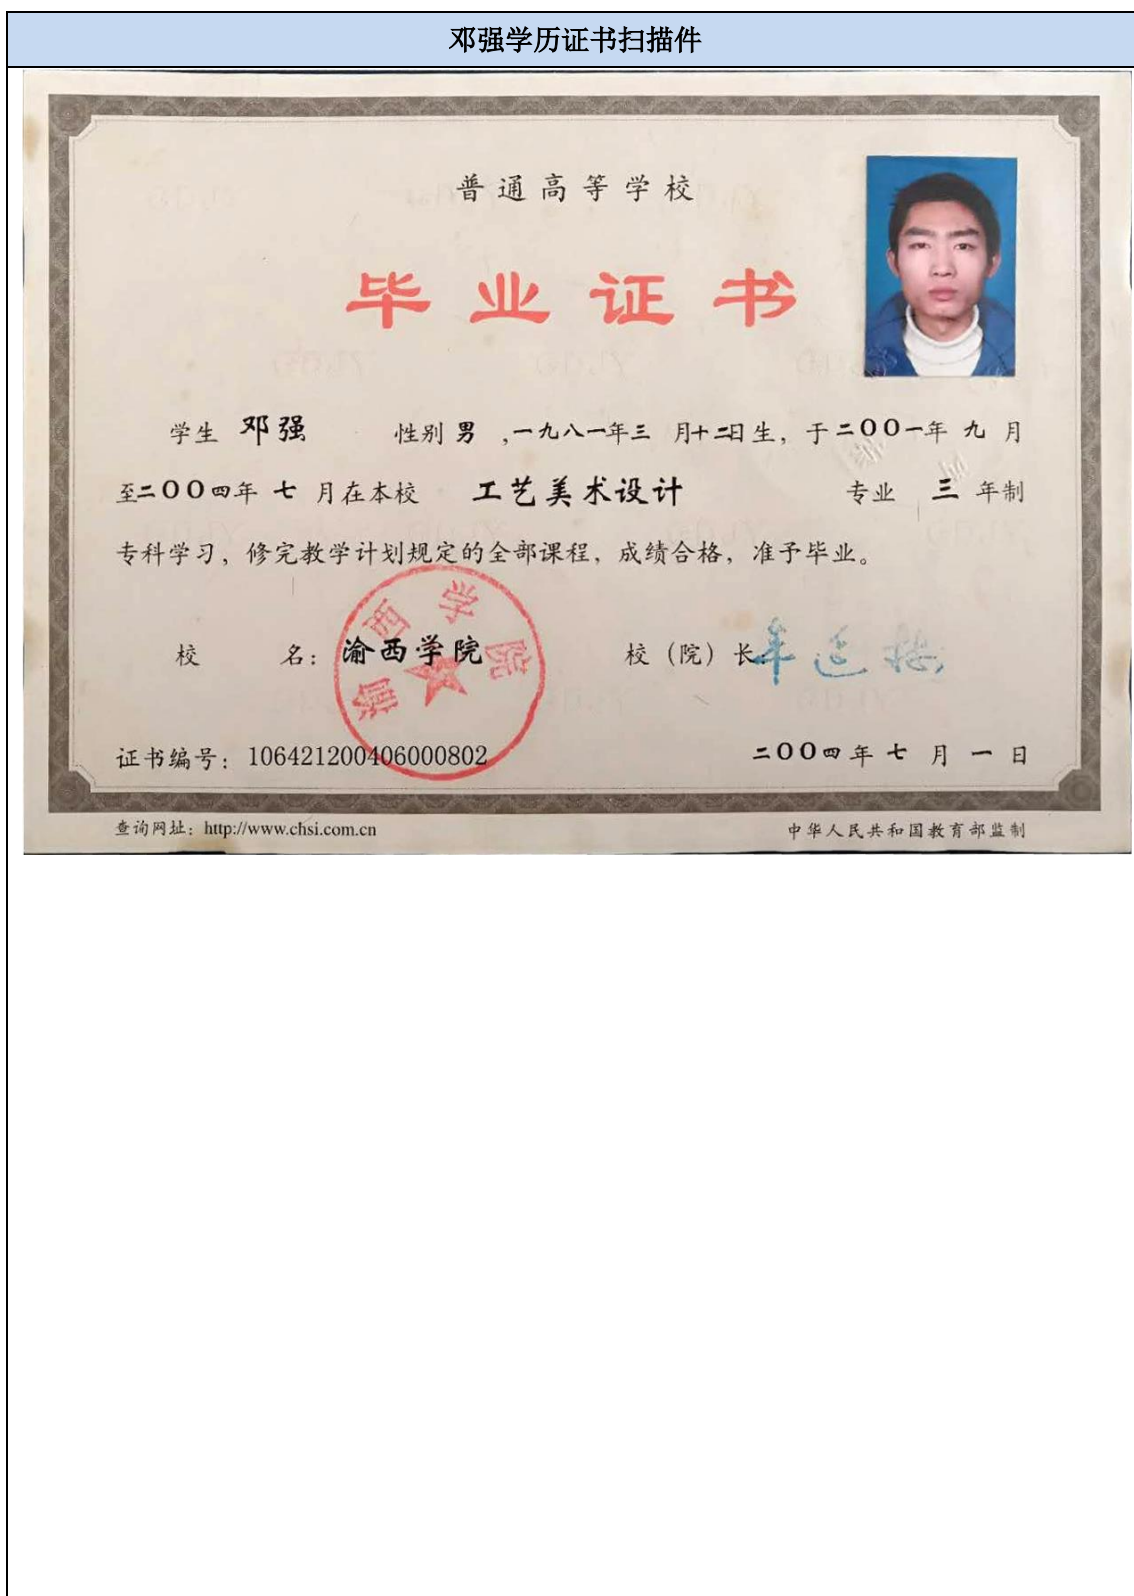 邓强学历证书扫描件
普通高等学校
毕业证书
学生 邓强 性别 男 ,一九八一年三 月十二日生，于二〇〇一年 九 月
至二〇〇四年 七 月在本校 工艺美术设计 专业 三 年制
专科学习，修完教学计划规定的全部课程，成绩合格，准予毕业。
校 名：渝西学院 校（院）长
渝西学院
证书编号：106421200406000802 二〇〇四年 七 月 一 日
查询网址：http://www.chsi.com.cn 中华人民共和国教育部监制